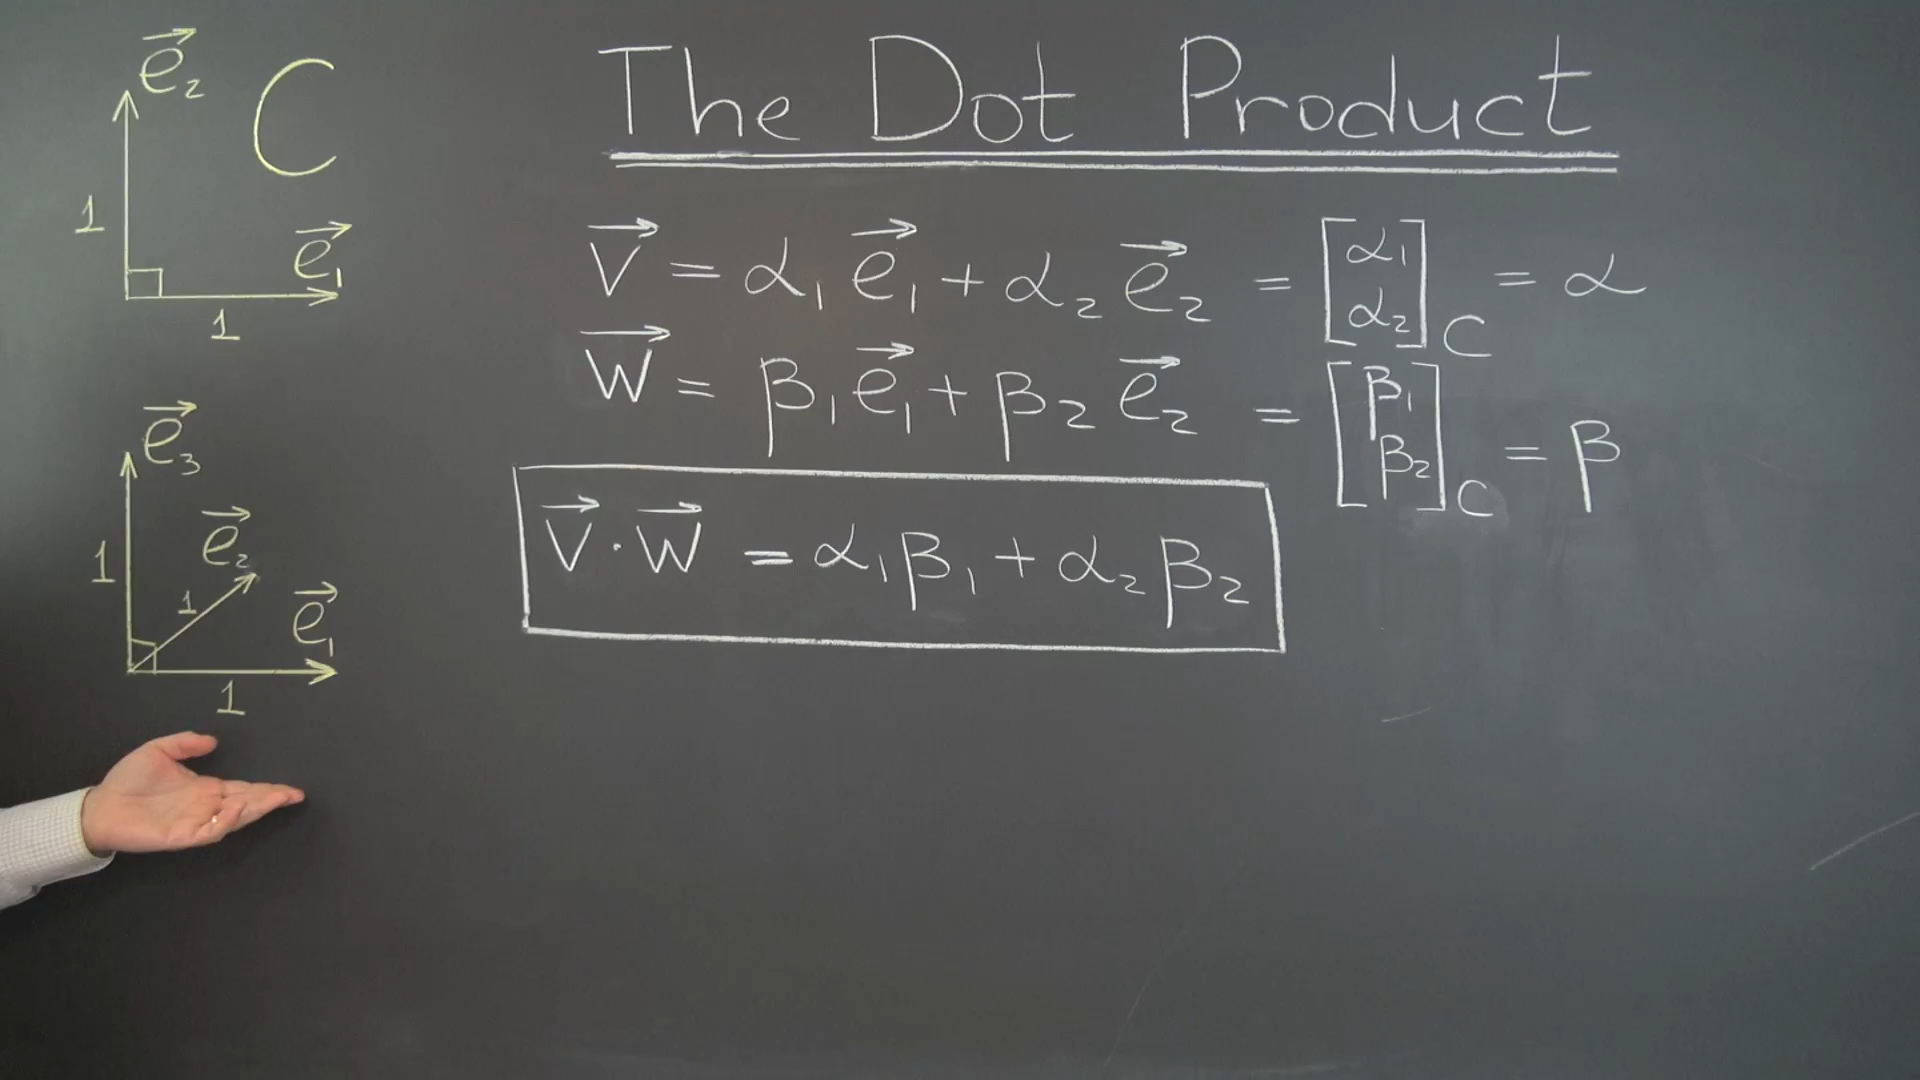 The Dot Product
e⃗₂
C
1
e⃗₁
1
v⃗ = α₁ e⃗₁ + α₂ e⃗₂ = [α₁ α₂]C = α
w⃗ = β₁ e⃗₁ + β₂ e⃗₂ = [β₁ β₂]C = β
v⃗ · w⃗ = α₁β₁ + α₂β₂
e⃗₃
e⃗₂
1
1
e⃗₁
1